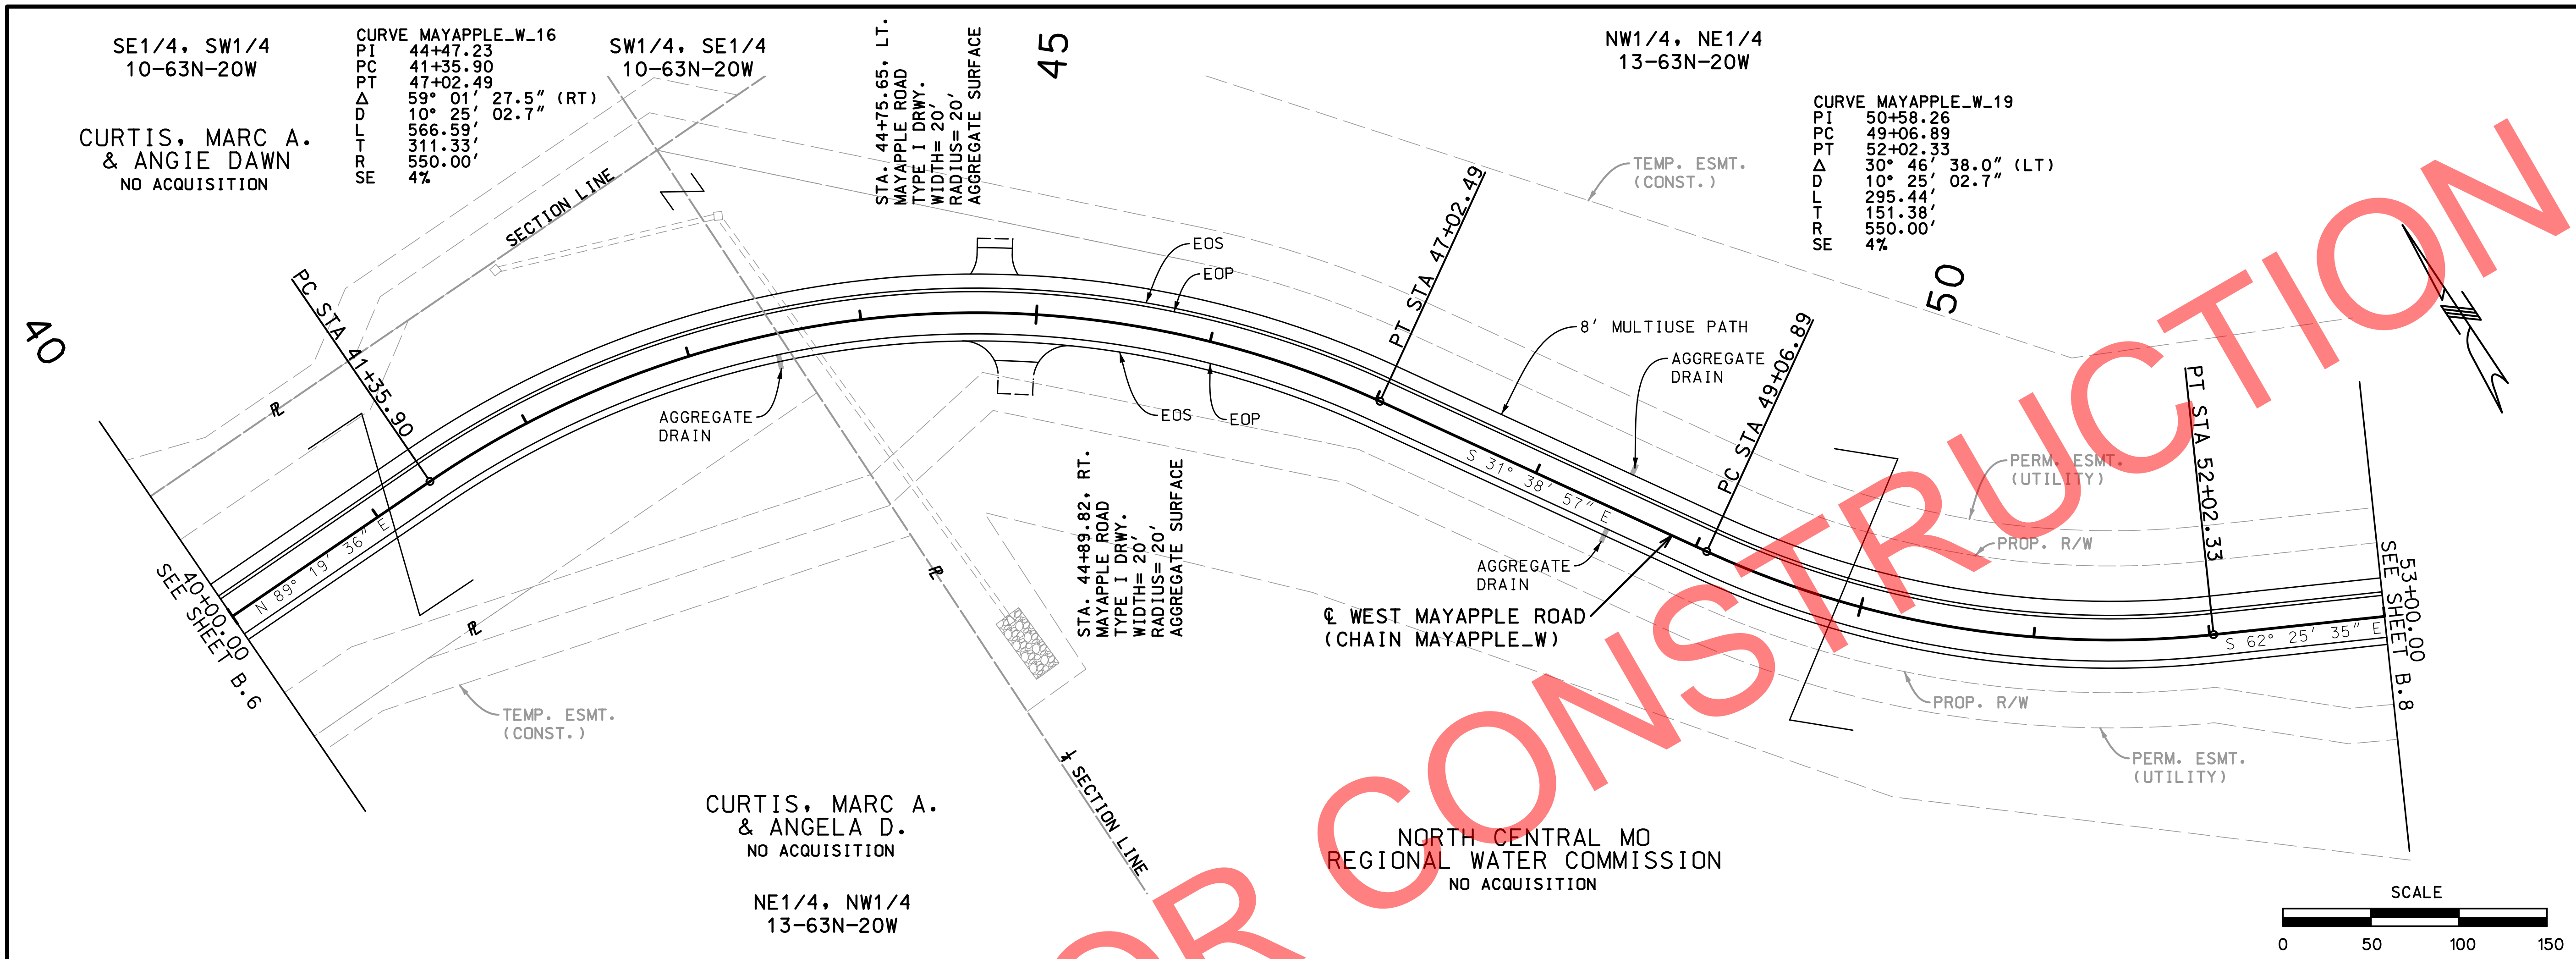 SE1/4, SW1/4
10-63N-20W
CURTIS, MARC A.
& ANGIE DAWN
NO ACQUISITION
CURVE MAYAPPLE_W_16
PI 44+47.23
PC 41+35.90
PT 47+02.49
Δ 59° 01' 27.5" (RT)
D 10° 25' 02.7"
L 566.59'
T 311.33'
R 550.00'
SE 4%
SW1/4, SE1/4
10-63N-20W
STA. 44+75.65, LT.
MAYAPPLE ROAD
TYPE I DRWY.
WIDTH= 20'
RADIUS= 20'
AGGREGATE SURFACE
45
NW1/4, NE1/4
13-63N-20W
CURVE MAYAPPLE_W_19
PI 50+58.26
PC 49+06.89
PT 52+02.33
Δ 30° 46' 38.0" (LT)
D 10° 25' 02.7"
L 295.44'
T 151.38'
R 550.00'
SE 4%
TEMP. ESMT.
(CONST.)
SECTION LINE
40
PC STA 41+35.90
EOS
EOP
PT STA 47+02.49
8' MULTIUSE PATH
AGGREGATE
DRAIN
PC STA 49+06.89
50
PT STA 52+02.33
PL
AGGREGATE
DRAIN
EOS
EOP
S 31° 38' 57" E
PERM. ESMT.
(UTILITY)
PROP. R/W
N 89° 19' 36" E
40+00.00
SEE SHEET B.6
PL
PL
STA. 44+89.82, RT.
MAYAPPLE ROAD
TYPE I DRWY.
WIDTH= 20'
RADIUS= 20'
AGGREGATE SURFACE
AGGREGATE
DRAIN
℄ WEST MAYAPPLE ROAD
(CHAIN MAYAPPLE_W)
S 62° 25' 35" E
53+00.00
SEE SHEET B.8
TEMP. ESMT.
(CONST.)
PROP. R/W
PERM. ESMT.
(UTILITY)
¼ SECTION LINE
CURTIS, MARC A.
& ANGELA D.
NO ACQUISITION
NE1/4, NW1/4
13-63N-20W
NORTH CENTRAL MO
REGIONAL WATER COMMISSION
NO ACQUISITION
SCALE
0 50 100 150
OR CONSTRUCTION